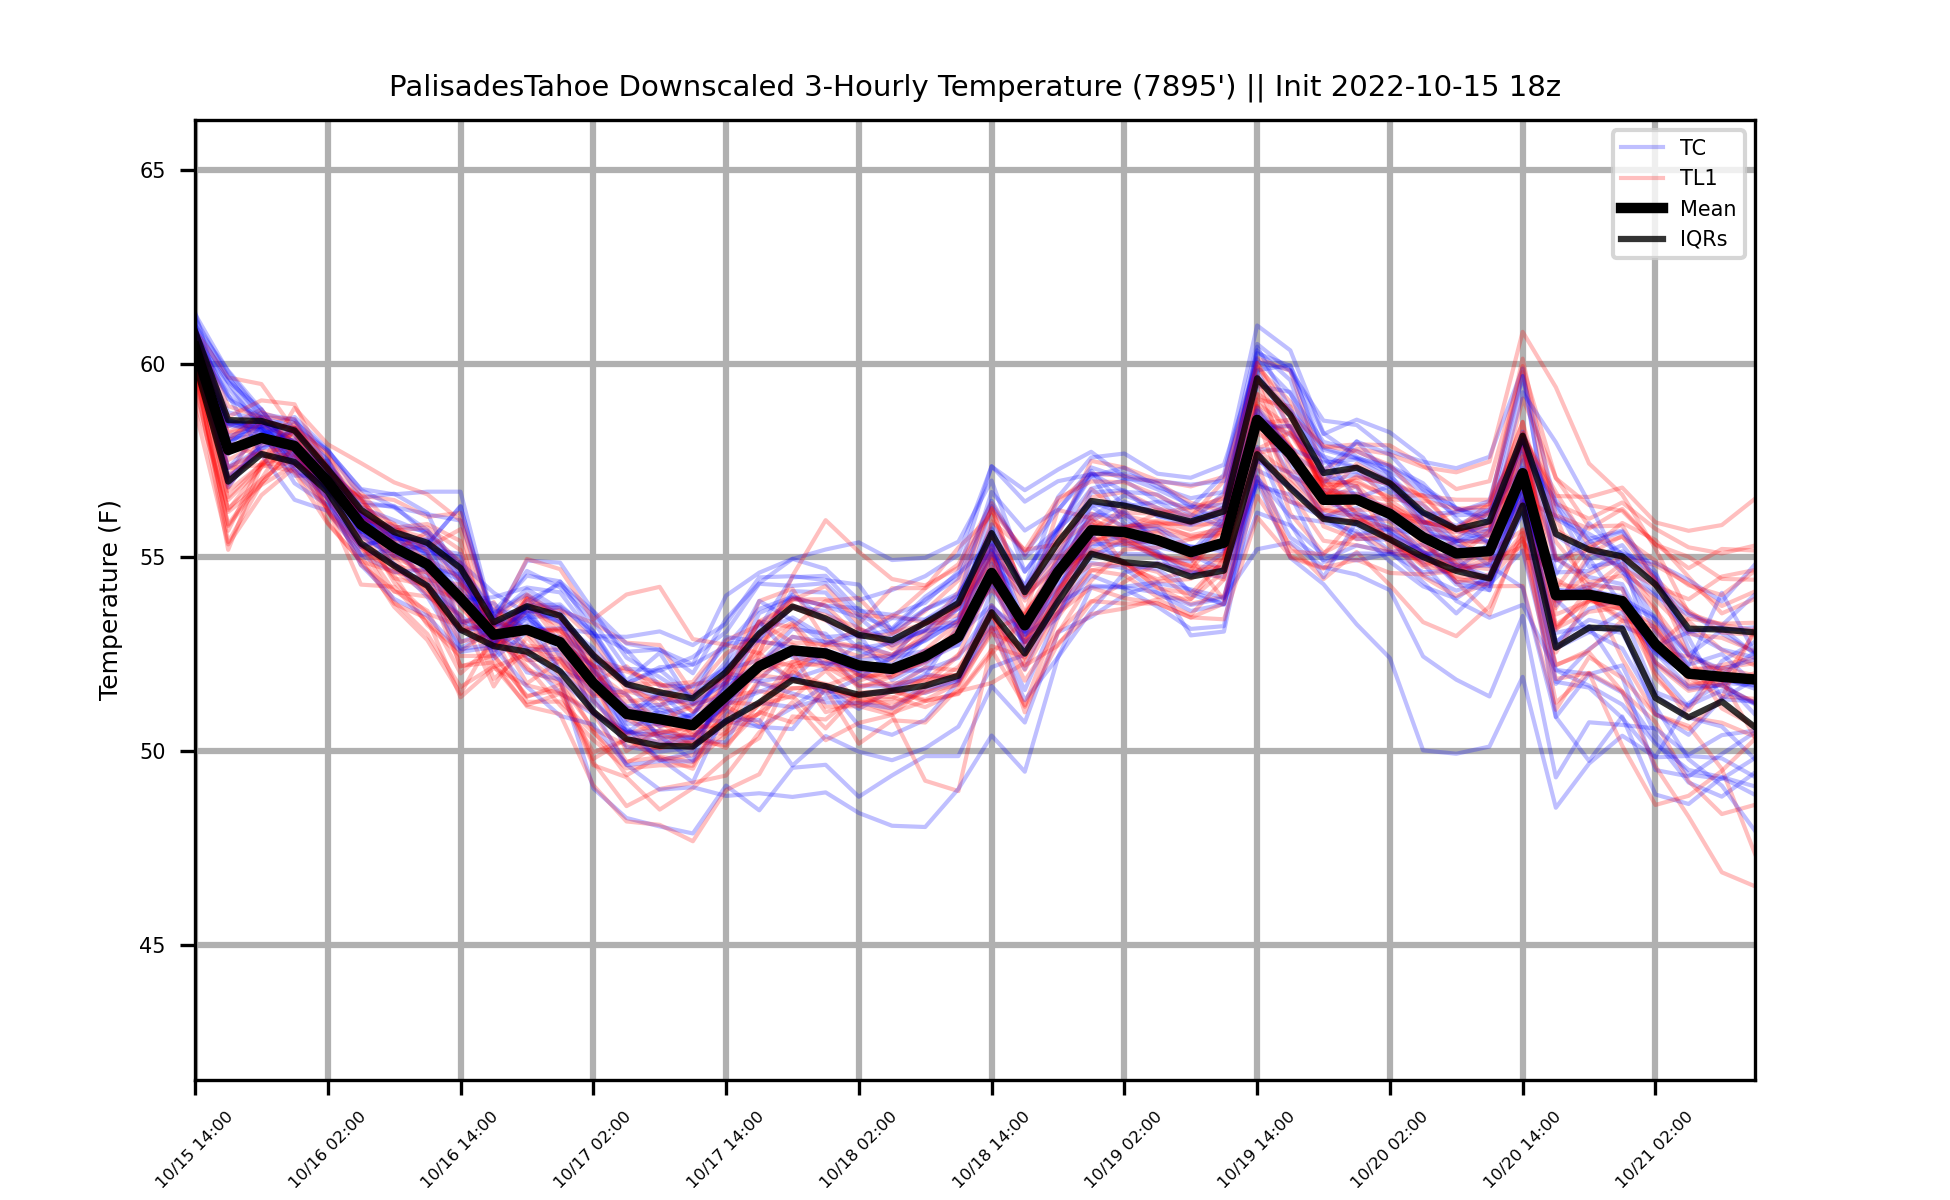 PalisadesTahoe Downscaled 3-Hourly Temperature (7895') || Init 2022-10-15 18z
TC
TL1
Mean
IQRs
Temperature (F)
65
60
55
50
45
10/15 14:00
10/16 02:00
10/16 14:00
10/17 02:00
10/17 14:00
10/18 02:00
10/18 14:00
10/19 02:00
10/19 14:00
10/20 02:00
10/20 14:00
10/21 02:00